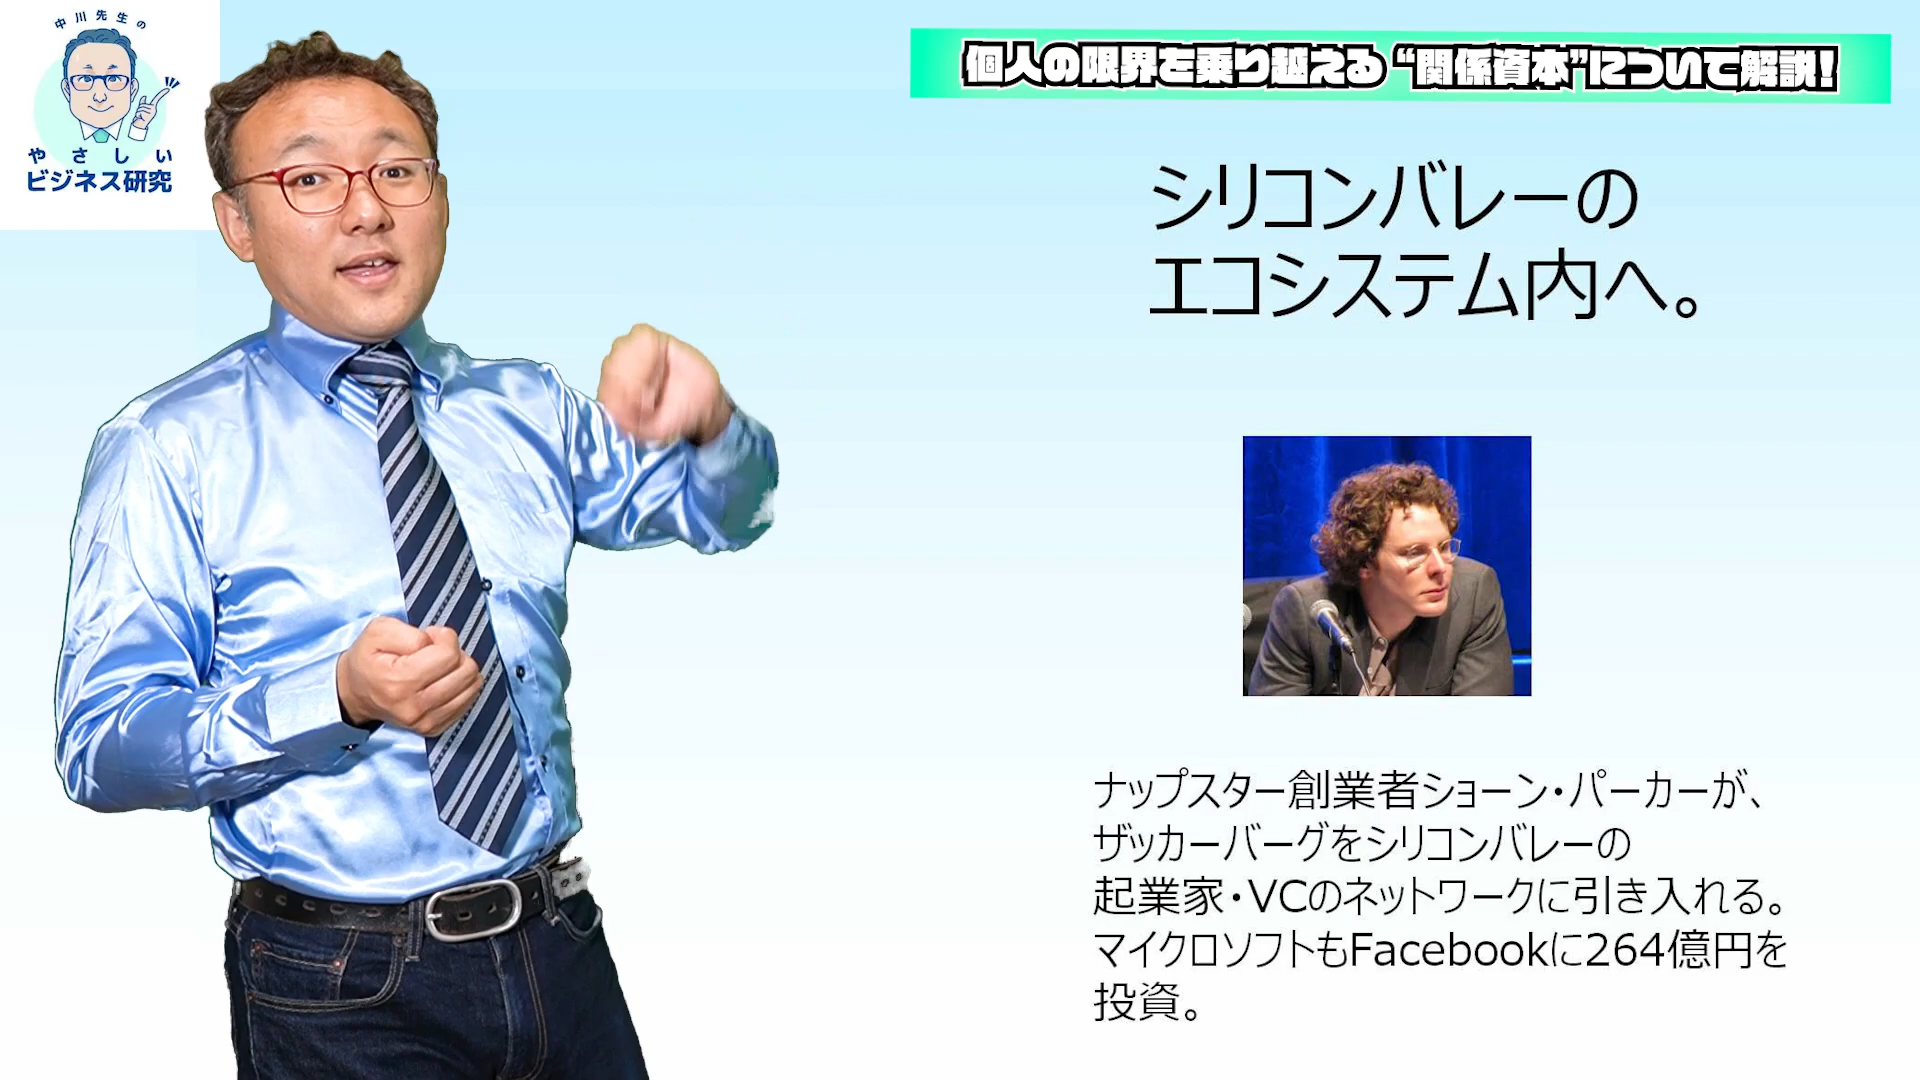 中川先生の
やさしい
ビジネス研究
個人の限界を乗り越える“関係資本”について解説!
シリコンバレーの
エコシステム内へ。
ナップスター創業者ショーン・パーカーが、
ザッカーバーグをシリコンバレーの
起業家・VCのネットワークに引き入れる。
マイクロソフトもFacebookに264億円を
投資。